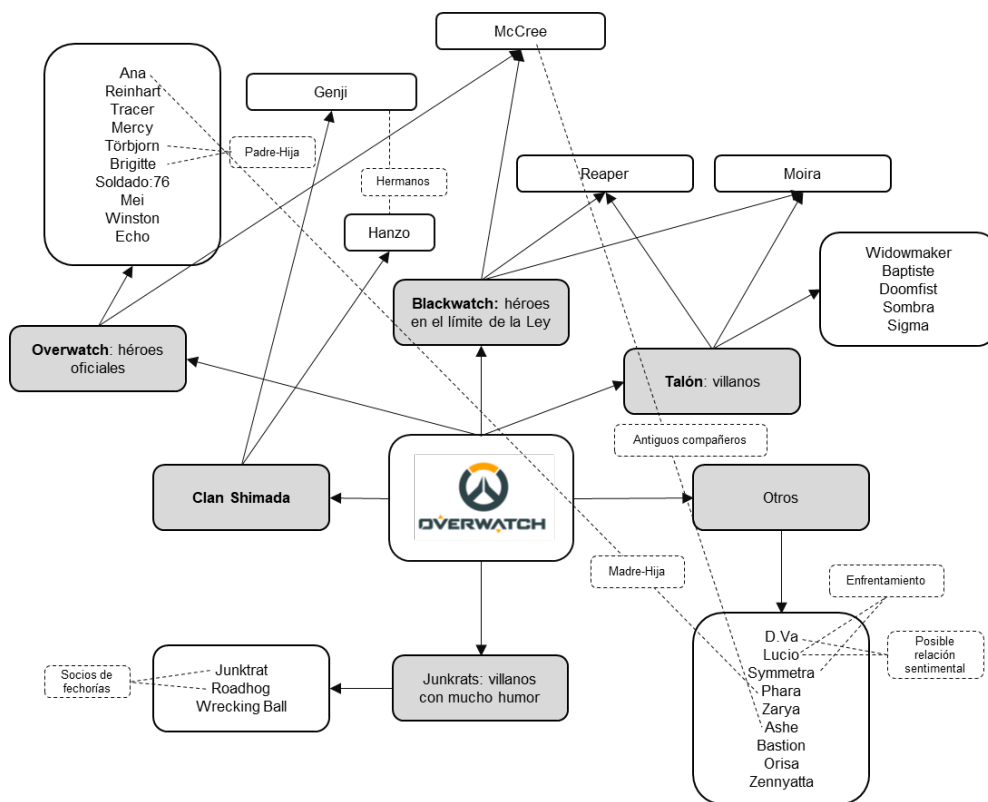 McCree
Ana
Reinhart
Tracer
Mercy
Törbjorn
Brigitte
Soldado:76
Mei
Winston
Echo
Genji
Padre-Hija
Hermanos
Hanzo
Reaper
Moira
Widowmaker
Baptiste
Doomfist
Sombra
Sigma
Blackwatch: héroes
en el límite de la Ley
Overwatch: héroes
oficiales
Talón: villanos
Antiguos compañeros
Clan Shimada
OVERWATCH
Otros
Madre-Hija
Enfrentamiento
D.Va
Lucio
Symmetra
Phara
Zarya
Ashe
Bastion
Orisa
Zennyatta
Posible
relación
sentimental
Socios de
fechorías
Junktrat
Roadhog
Wrecking Ball
Junkrats: villanos
con mucho humor